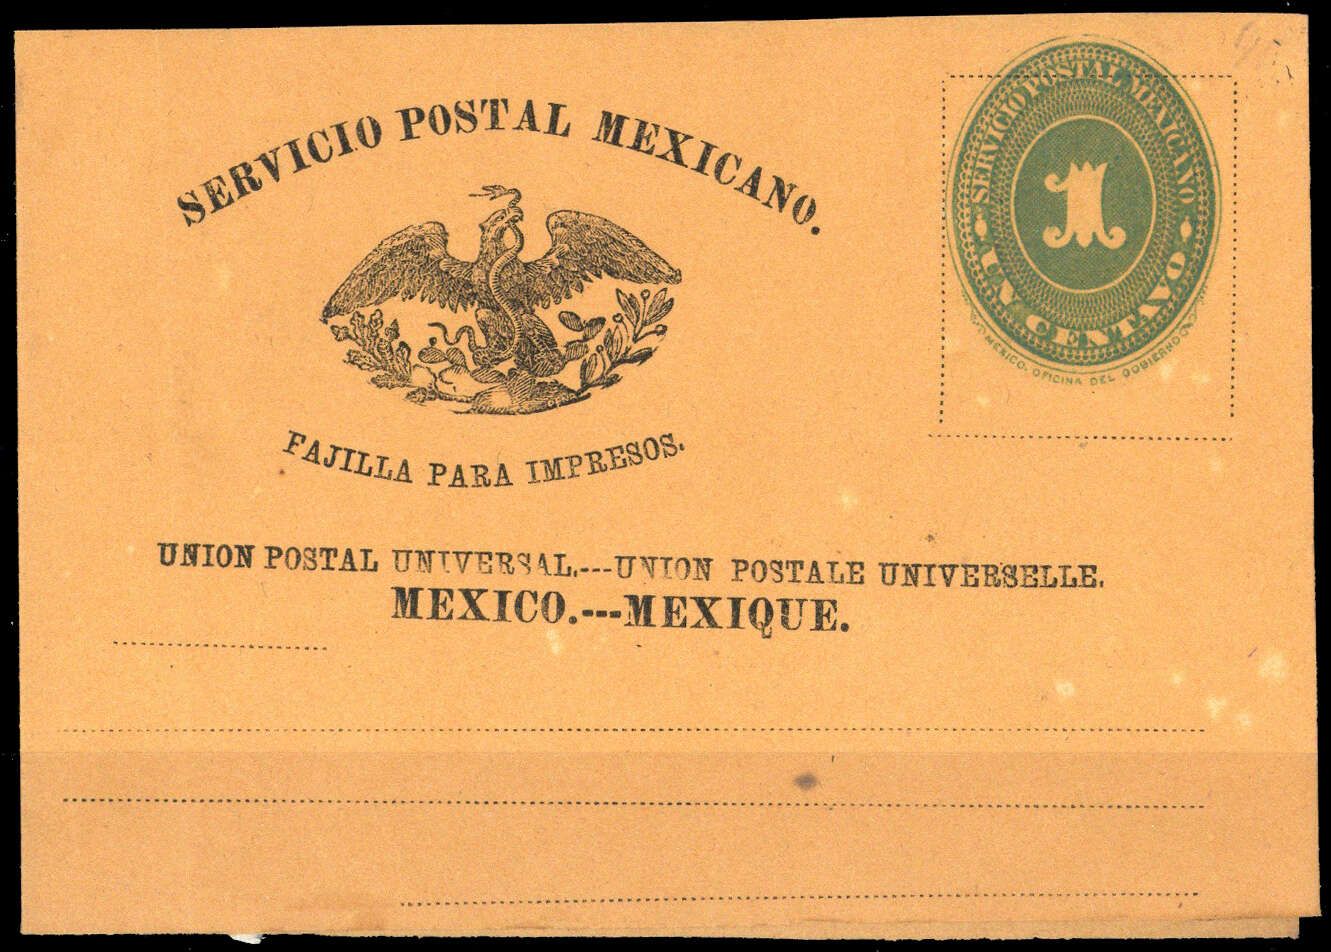 SERVICIO POSTAL MEXICANO.
FAJILLA PARA IMPRESOS.
SERVICIO POSTAL MEXICANO
1
UN CENTAVO
MEXICO. OFICINA DEL GOBIERNO
UNION POSTAL UNIVERSAL.---UNION POSTALE UNIVERSELLE.
MEXICO.---MEXIQUE.